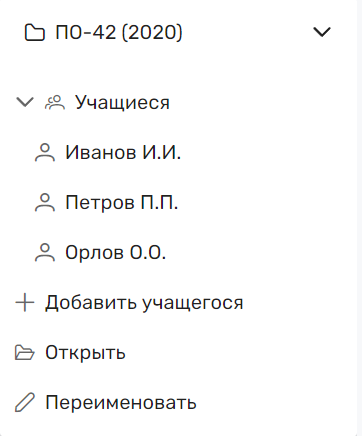 ПО-42 (2020)
Учащиеся
Иванов И.И.
Петров П.П.
Орлов О.О.
Добавить учащегося
Открыть
Переименовать